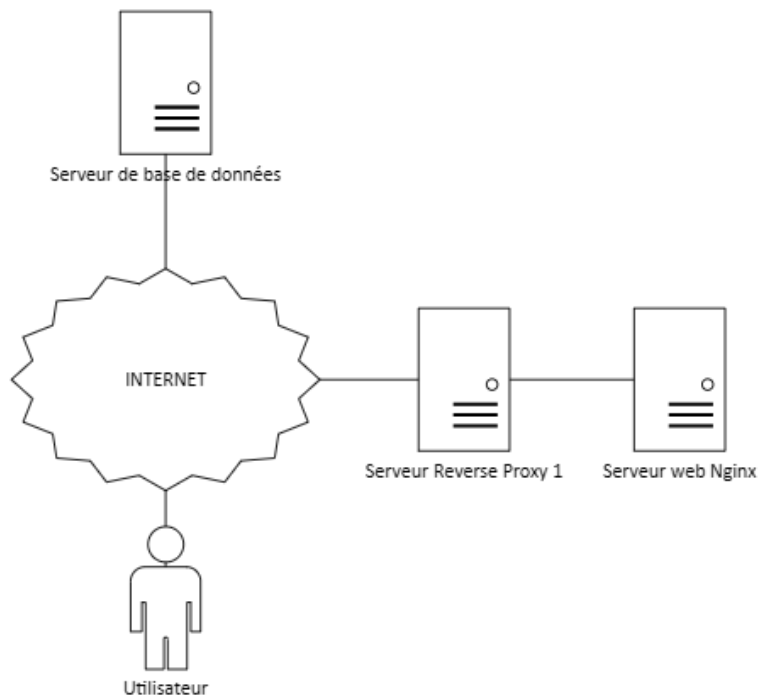 Serveur de base de données
INTERNET
Serveur Reverse Proxy 1
Serveur web Nginx
Utilisateur